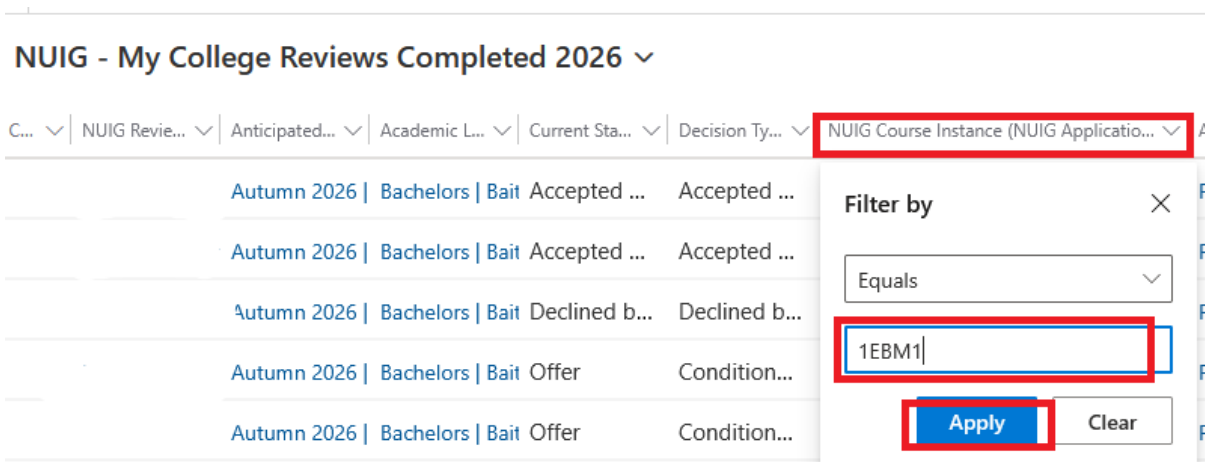 NUIG - My College Reviews Completed 2026
C... NUIG Revie... Anticipated... Academic L... Current Sta... Decision Ty... NUIG Course Instance (NUIG Applicatio...
Autumn 2026 | Bachelors | Bait Accepted ... Accepted ...
Filter by
Autumn 2026 | Bachelors | Bait Accepted ... Accepted ...
Equals
Autumn 2026 | Bachelors | Bait Declined b... Declined b...
1EBM1
Autumn 2026 | Bachelors | Bait Offer Condition...
Apply Clear
Autumn 2026 | Bachelors | Bait Offer Condition...